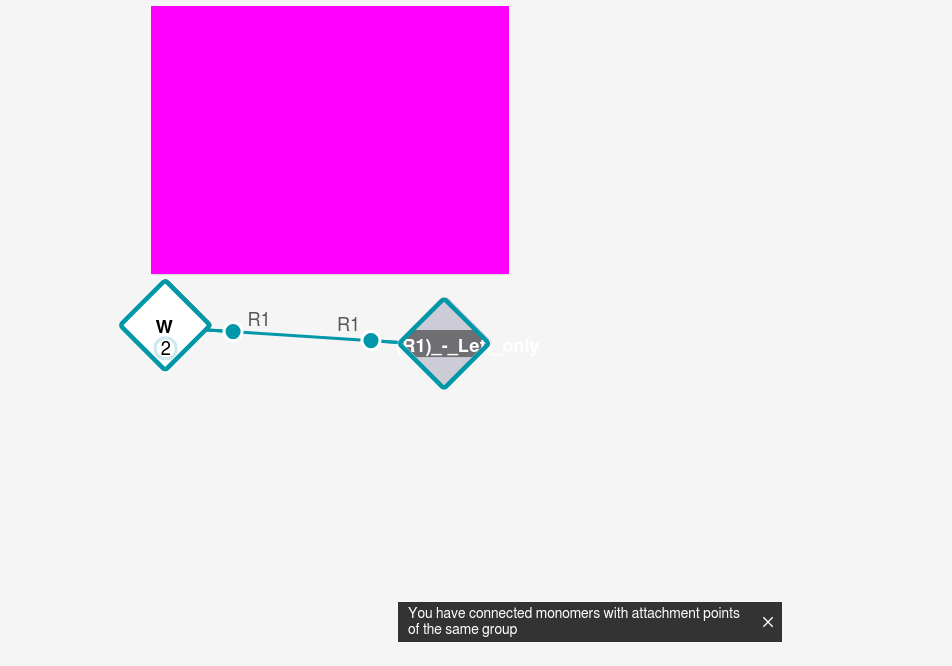 R1
R1
W
(R1)_-_Left_only
2
You have connected monomers with attachment points
of the same group